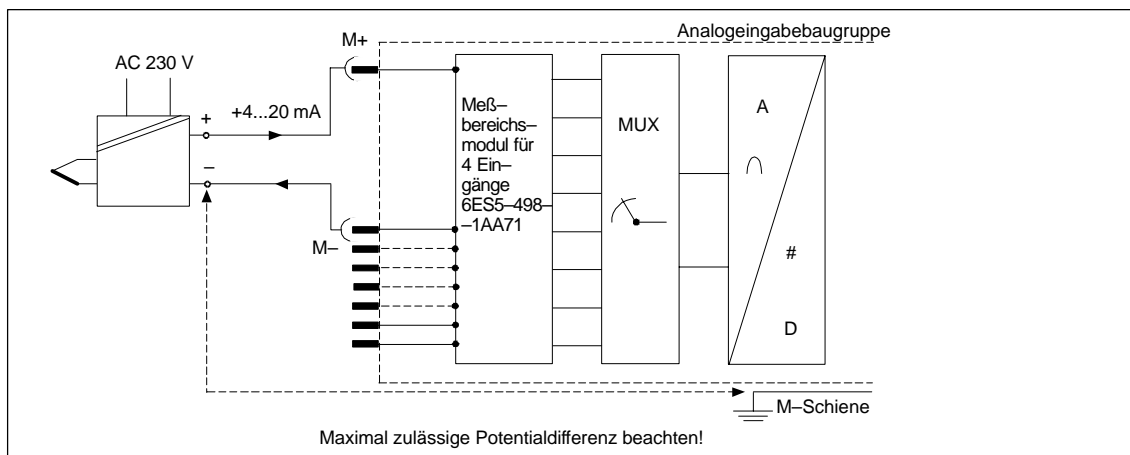 Analogeingabebaugruppe
M+
AC 230 V
+4...20 mA
+
–
M–
Meß–
bereichs–
modul für
4 Ein–
gänge
6ES5–498–
–1AA71
MUX
A
∩
#
D
M–Schiene
Maximal zulässige Potentialdifferenz beachten!